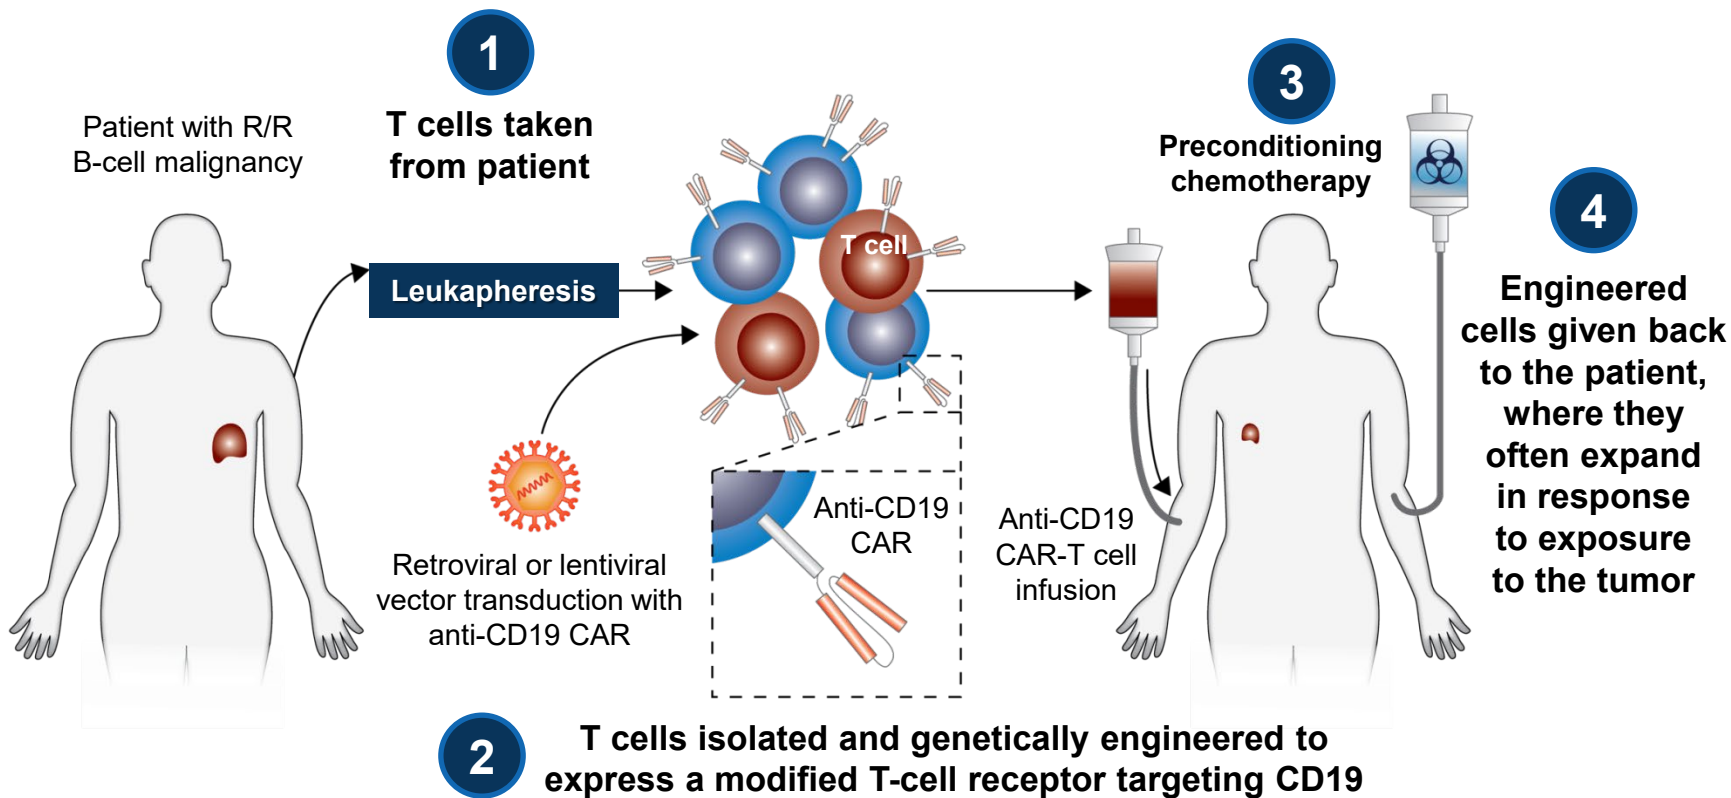 Patient with R/R
B-cell malignancy
1
T cells taken
from patient
Leukapheresis
T cell
Retroviral or lentiviral
vector transduction with
anti-CD19 CAR
Anti-CD19
CAR
2
T cells isolated and genetically engineered to
express a modified T-cell receptor targeting CD19
3
Preconditioning
chemotherapy
Anti-CD19
CAR-T cell
infusion
4
Engineered
cells given back
to the patient,
where they
often expand
in response
to exposure
to the tumor